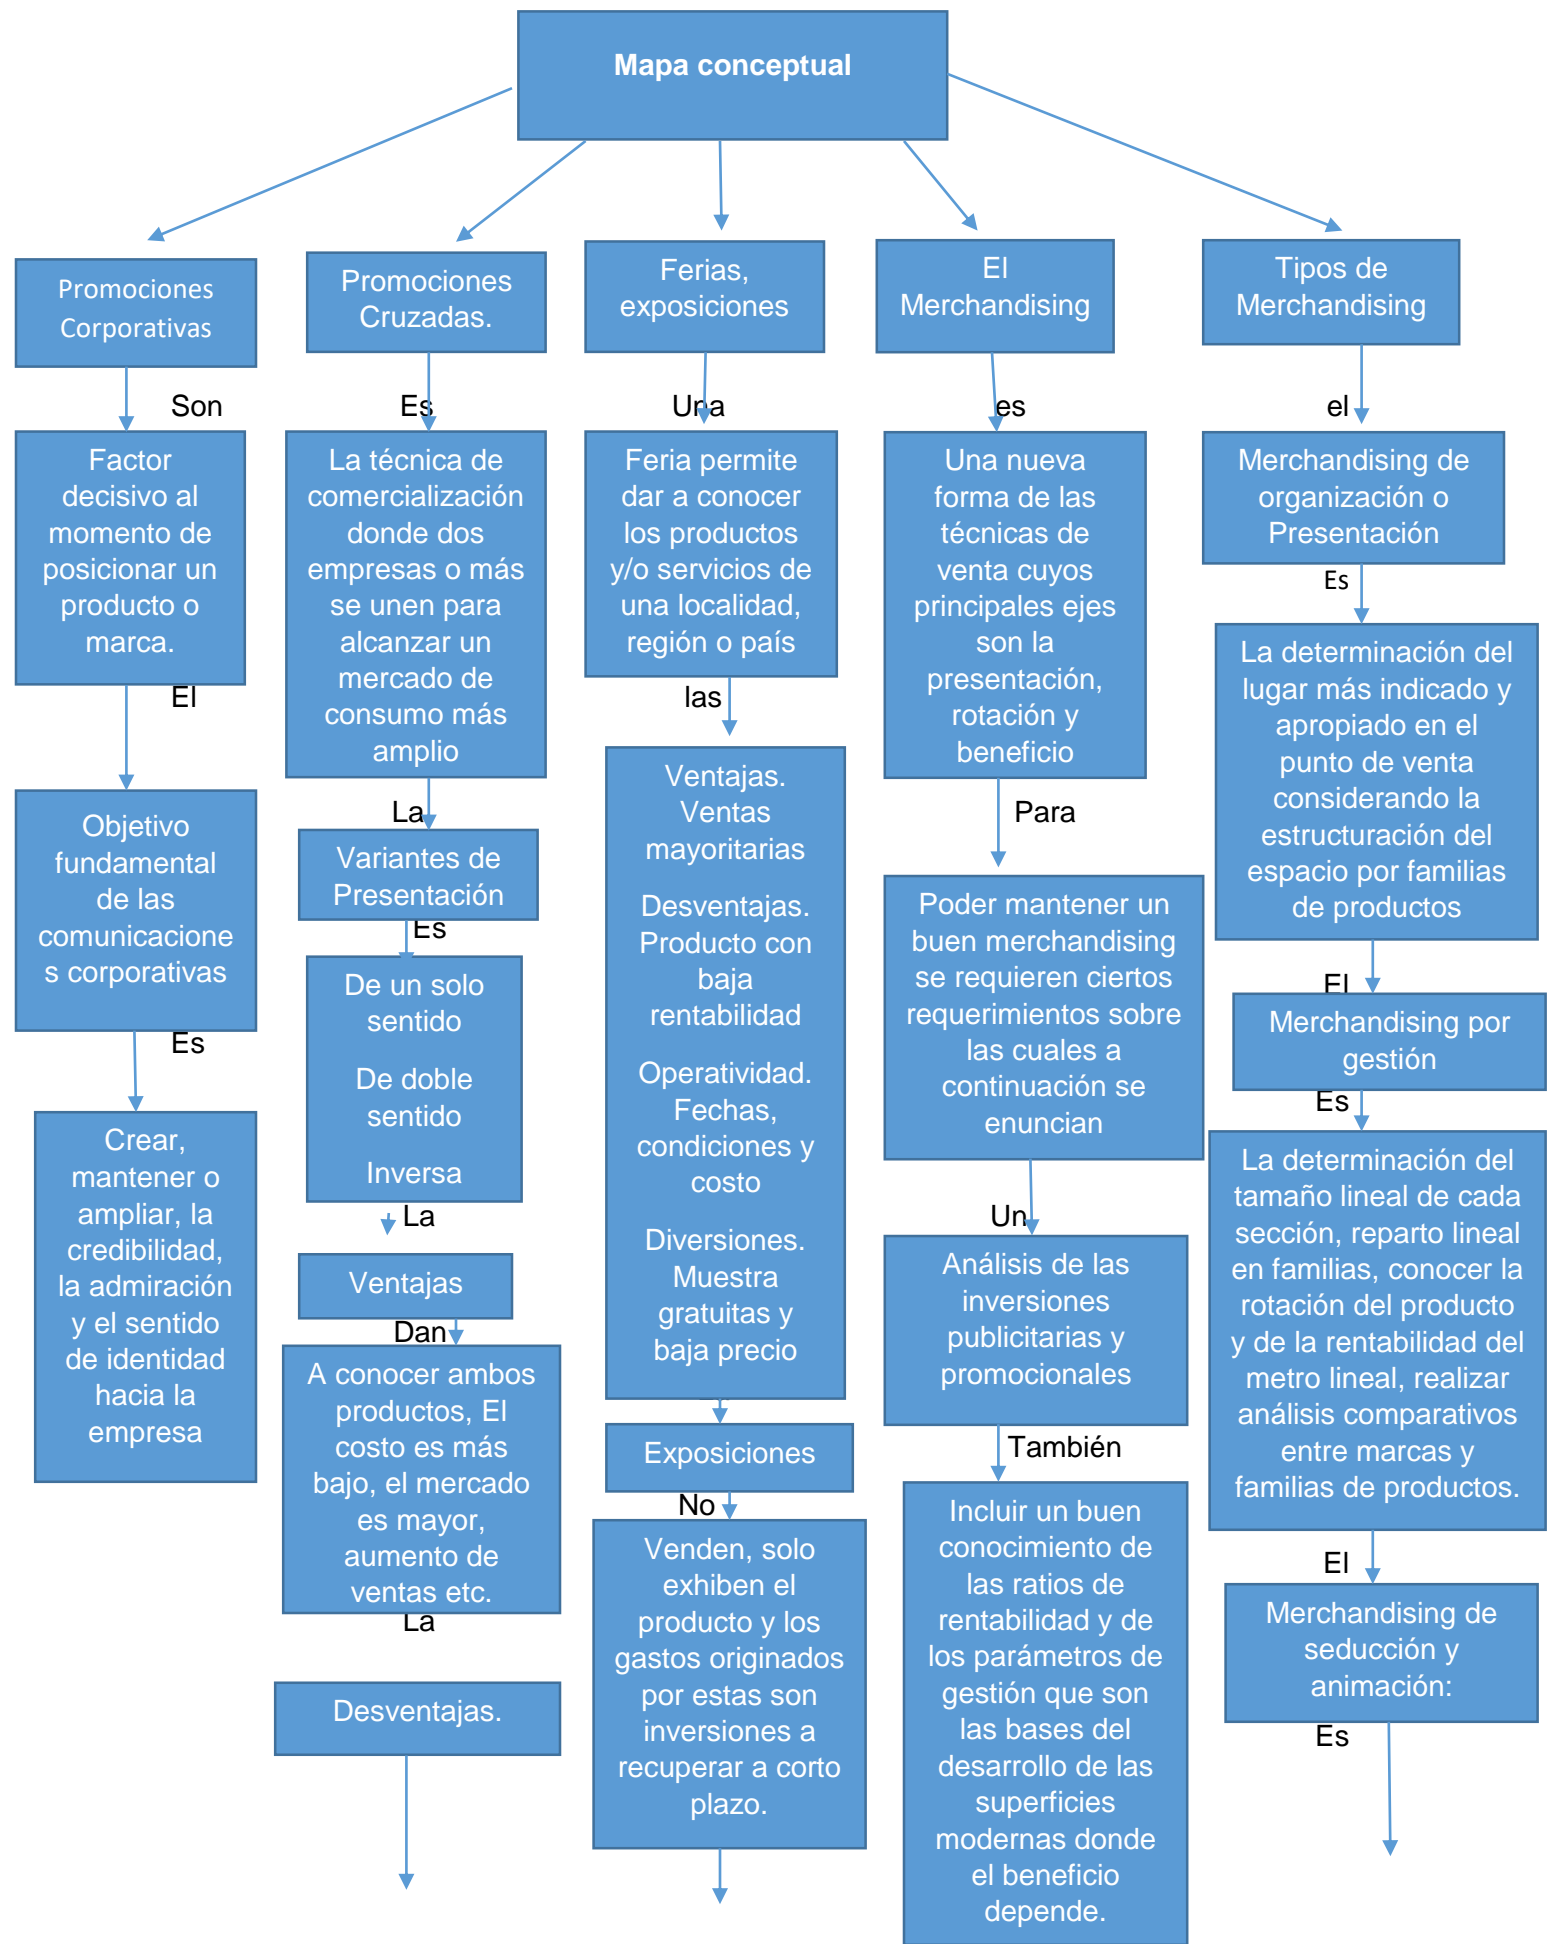 Mapa conceptual
Promociones
Corporativas
Son
Factor
decisivo al
momento de
posicionar un
producto o
marca.
El
Objetivo
fundamental
de las
comunicacione
s corporativas
Es
Crear,
mantener o
ampliar, la
credibilidad,
la admiración
y el sentido
de identidad
hacia la
empresa
Promociones
Cruzadas.
Es
La técnica de
comercialización
donde dos
empresas o más
se unen para
alcanzar un
mercado de
consumo más
amplio
La
Variantes de
Presentación
Es
De un solo
sentido
De doble
sentido
Inversa
La
Ventajas
Dan
A conocer ambos
productos, El
costo es más
bajo, el mercado
es mayor,
aumento de
ventas etc.
La
Desventajas.
Ferias,
exposiciones
Una
Feria permite
dar a conocer
los productos
y/o servicios de
una localidad,
región o país
las
Ventajas.
Ventas
mayoritarias
Desventajas.
Producto con
baja
rentabilidad
Operatividad.
Fechas,
condiciones y
costo
Diversiones.
Muestra
gratuitas y
baja precio
Exposiciones
No
Venden, solo
exhiben el
producto y los
gastos originados
por estas son
inversiones a
recuperar a corto
plazo.
El
Merchandising
es
Una nueva
forma de las
técnicas de
venta cuyos
principales ejes
son la
presentación,
rotación y
beneficio
Para
Poder mantener un
buen merchandising
se requieren ciertos
requerimientos sobre
las cuales a
continuación se
enuncian
Un
Análisis de las
inversiones
publicitarias y
promocionales
También
Incluir un buen
conocimiento de
las ratios de
rentabilidad y de
los parámetros de
gestión que son
las bases del
desarrollo de las
superficies
modernas donde
el beneficio
depende.
Tipos de
Merchandising
el
Merchandising de
organización o
Presentación
Es
La determinación del
lugar más indicado y
apropiado en el
punto de venta
considerando la
estructuración del
espacio por familias
de productos
El
Merchandising por
gestión
Es
La determinación del
tamaño lineal de cada
sección, reparto lineal
en familias, conocer la
rotación del producto
y de la rentabilidad del
metro lineal, realizar
análisis comparativos
entre marcas y
familias de productos.
El
Merchandising de
seducción y
animación:
Es